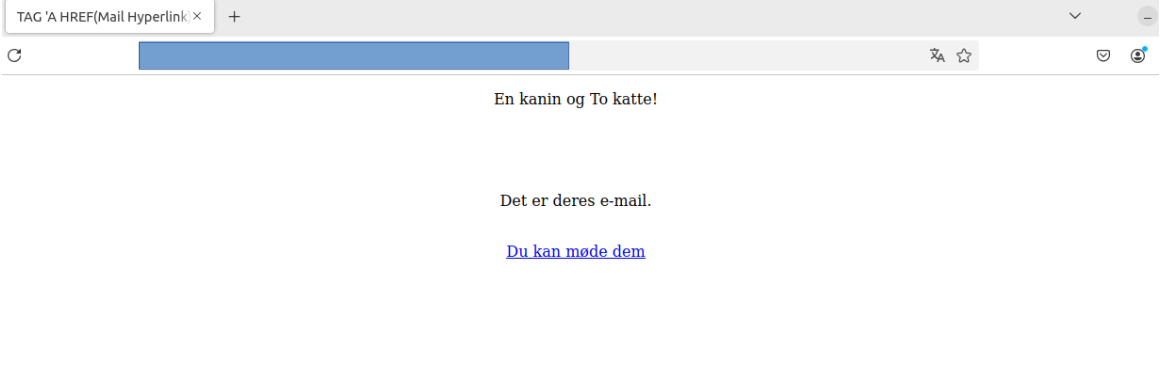 TAG 'A HREF(Mail Hyperlink)
En kanin og To katte!
Det er deres e-mail.
Du kan møde dem